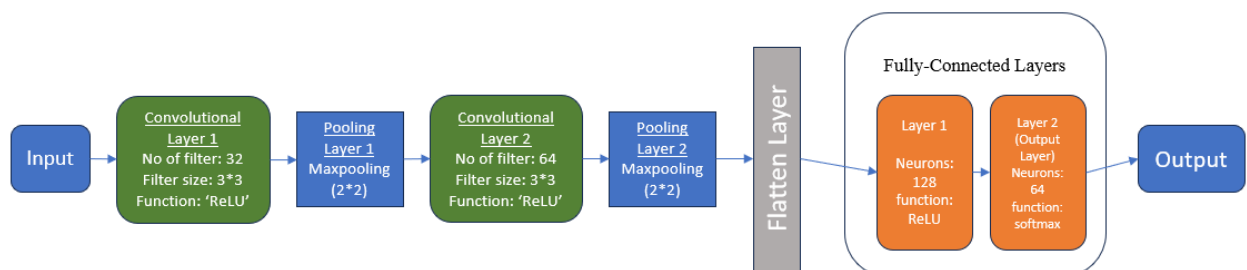 Input
Convolutional
Layer 1
No of filter: 32
Filter size: 3*3
Function: ‘ReLU’
Pooling
Layer 1
Maxpooling
(2*2)
Convolutional
Layer 2
No of filter: 64
Filter size: 3*3
Function: ‘ReLU’
Pooling
Layer 2
Maxpooling
(2*2)
Flatten Layer
Fully-Connected Layers
Layer 1
Neurons:
128
function:
ReLU
Layer 2
(Output
Layer)
Neurons:
64
function:
softmax
Output